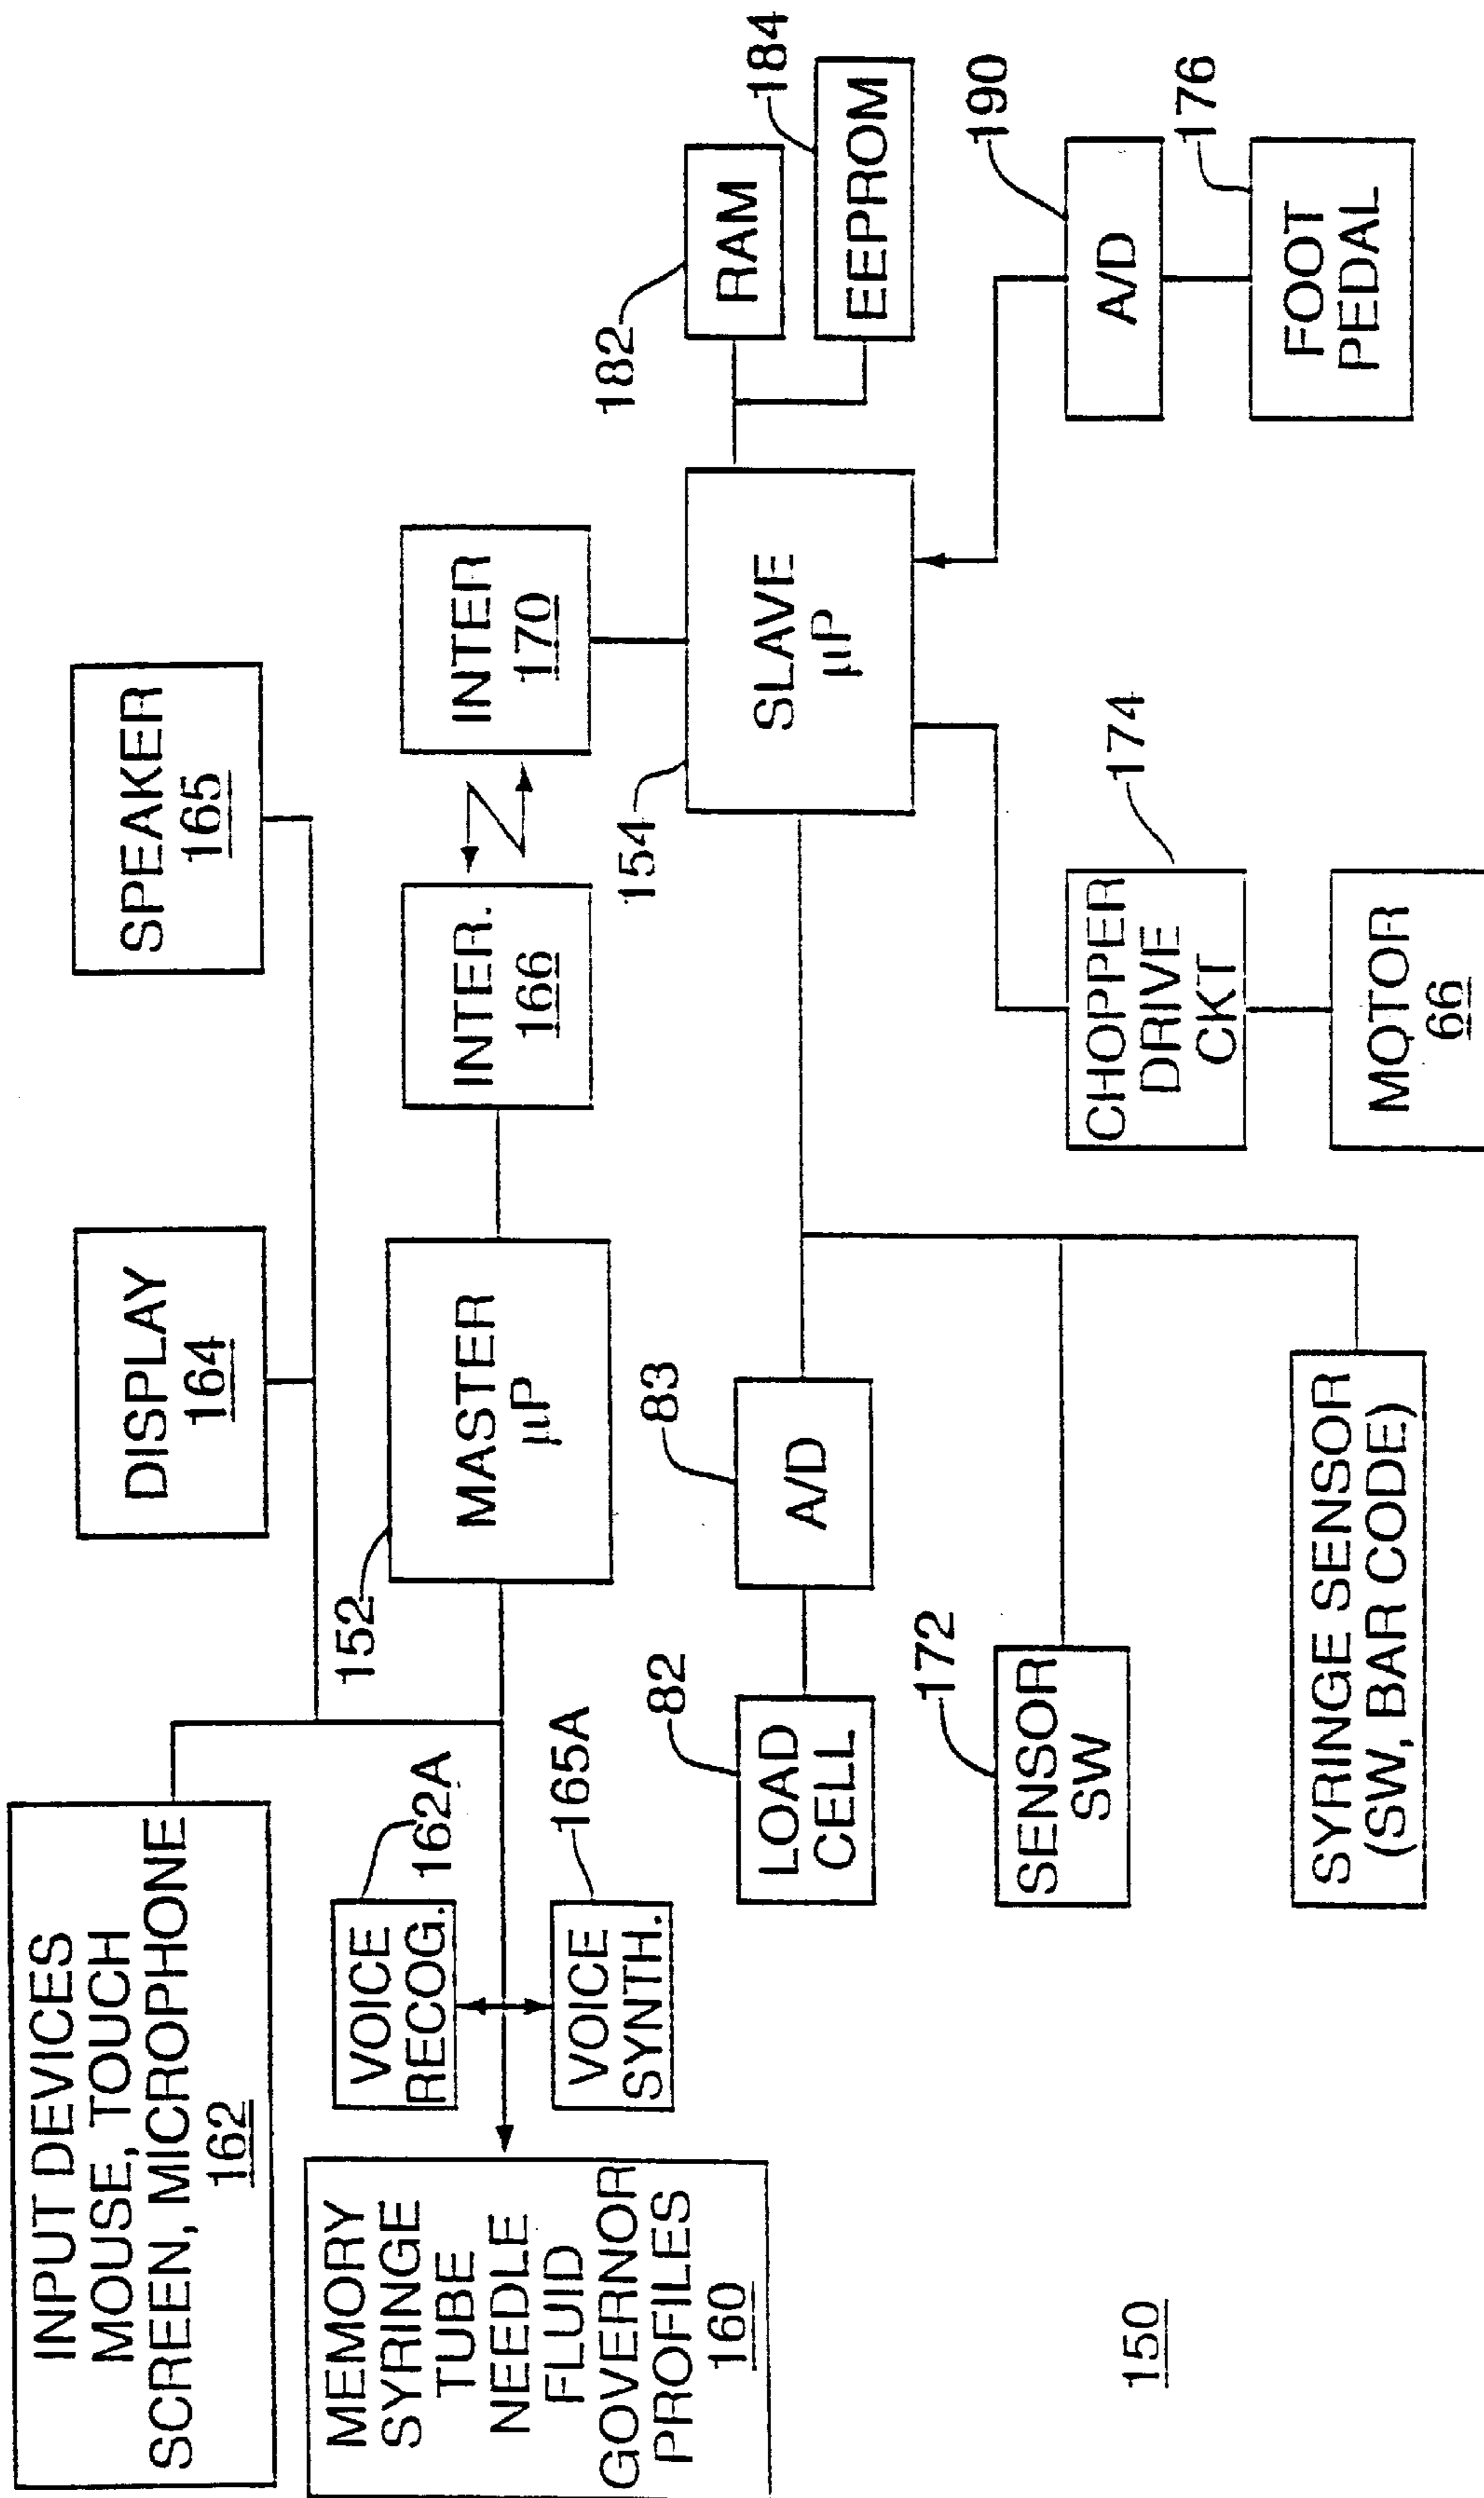 INPUT DEVICES
MOUSE, TOUCH
SCREEN, MICROPHONE
162
DISPLAY
164
SPEAKER
165
MEMORY
SYRINGE
TUBE
NEEDLE
FLUID
GOVERNOR
PROFILES
160
VOICE
RECOG.
162A
VOICE
SYNTH.
165A
152
MASTER
µP
INTER.
166
INTER
170
154
SLAVE
µP
182
RAM
184
EEPROM
LOAD
CELL
82
A/D
83
SENSOR
SW
172
SYRINGE SENSOR
(SW, BAR CODE)
CHOPPER
DRIVE
CKT
174
MOTOR
66
A/D
190
FOOT
PEDAL
176
150